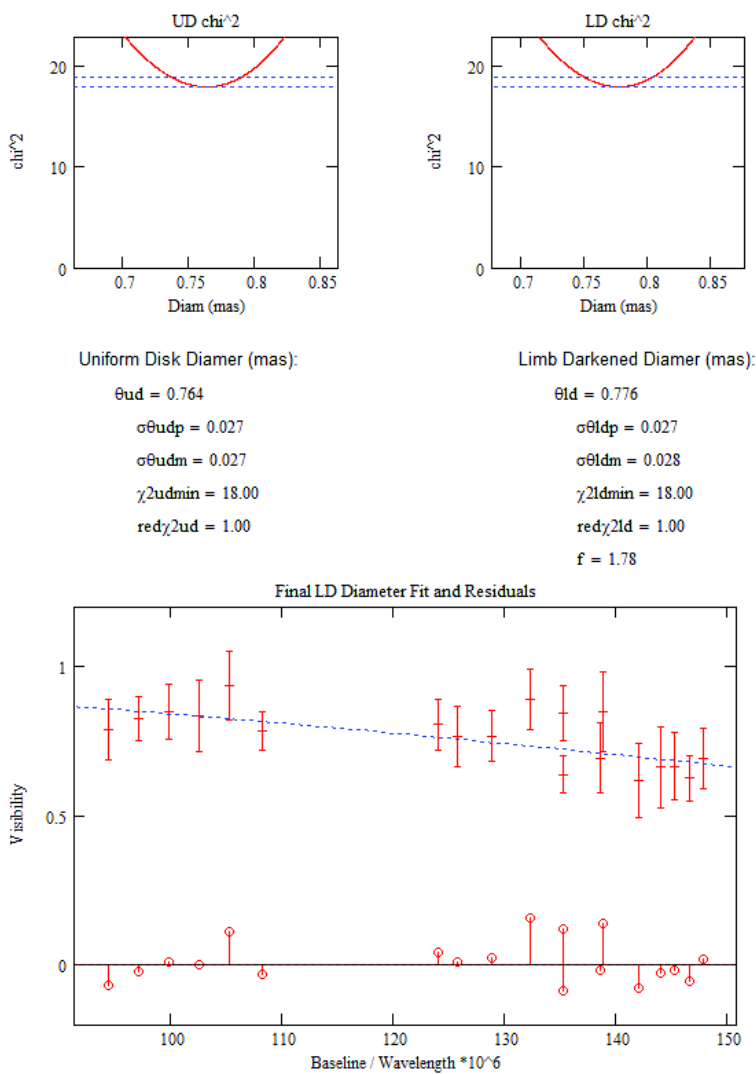 UD chi^2
LD chi^2
20
10
0
chi^2
0.7 0.75 0.8 0.85
Diam (mas)
20
10
0
chi^2
0.7 0.75 0.8 0.85
Diam (mas)
Uniform Disk Diamer (mas):
θud = 0.764
σθudp = 0.027
σθudm = 0.027
χ2udmin = 18.00
redχ2ud = 1.00
Limb Darkened Diamer (mas):
θld = 0.776
σθldp = 0.027
σθldm = 0.028
χ2ldmin = 18.00
redχ2ld = 1.00
f = 1.78
Final LD Diameter Fit and Residuals
1
0.5
0
Visibility
100 110 120 130 140 150
Baseline / Wavelength *10^6